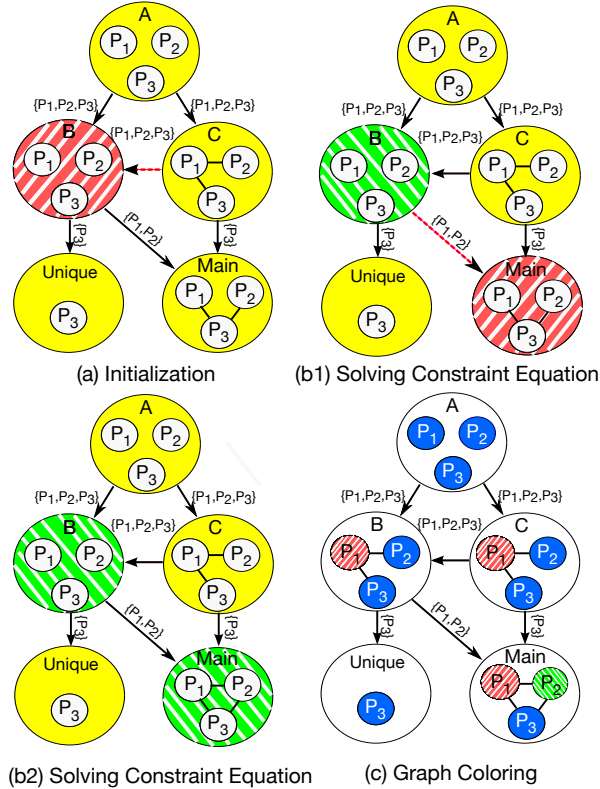 A
P1 P2
P3
{P1,P2,P3} {P1,P2,P3}
B {P1,P2,P3} C
P1 P2 P1 P2
P3 P3
{P3} {P1,P2} {P3}
Unique Main
P3 P1 P2
P3
(a) Initialization
A
P1 P2
P3
{P1,P2,P3} {P1,P2,P3}
B {P1,P2,P3} C
P1 P2 P1 P2
P3 P3
{P3} {P1,P2} {P3}
Unique Main
P3 P1 P2
P3
(b1) Solving Constraint Equation
A
P1 P2
P3
{P1,P2,P3} {P1,P2,P3}
B {P1,P2,P3} C
P1 P2 P1 P2
P3 P3
{P3} {P1,P2} {P3}
Unique Main
P3 P1 P2
P3
(b2) Solving Constraint Equation
A
P1 P2
P3
{P1,P2,P3} {P1,P2,P3}
B {P1,P2,P3} C
P1 P2 P1 P2
P3 P3
{P3} {P1,P2} {P3}
Unique Main
P3 P1 P2
P3
(c) Graph Coloring